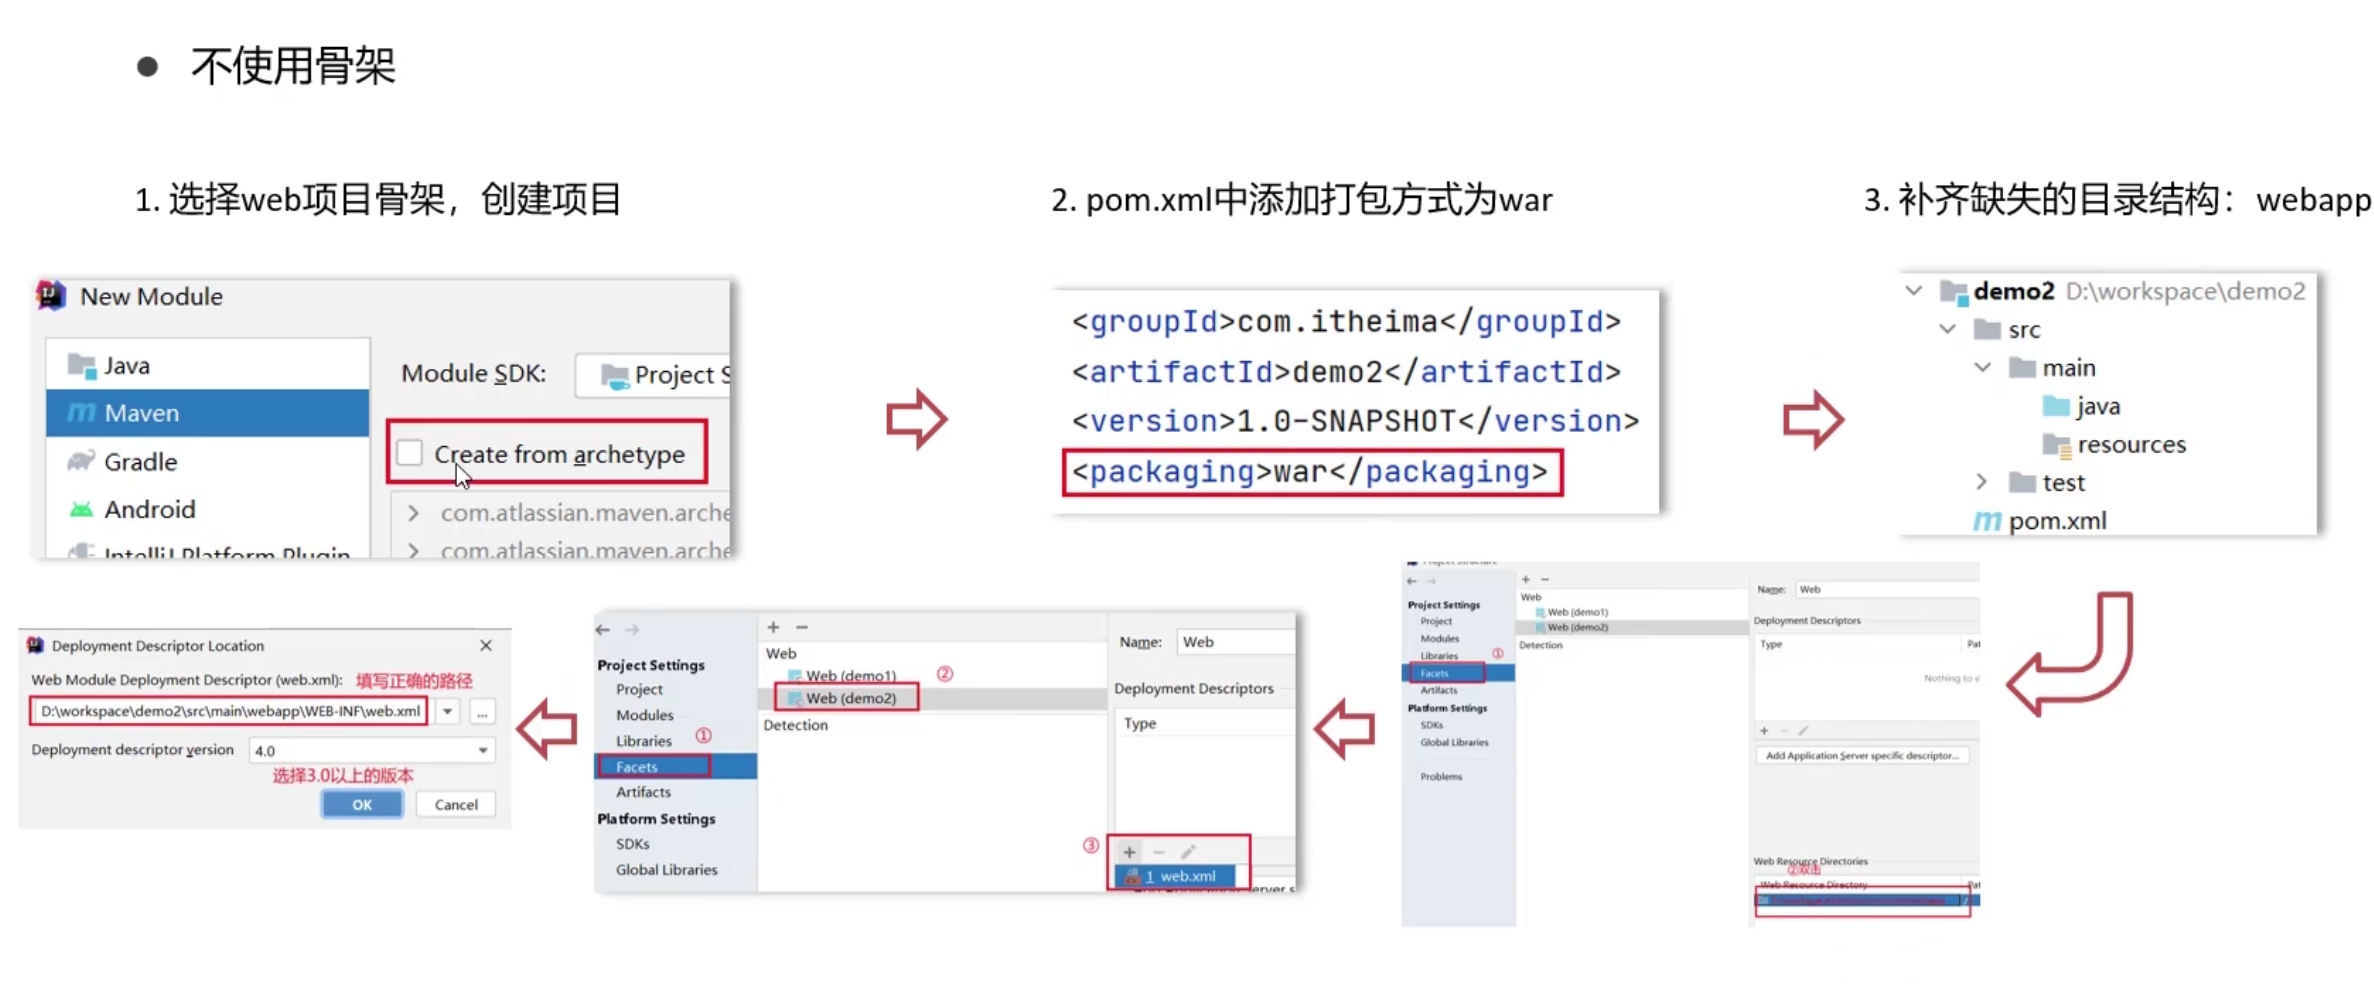 ● 不使用骨架
1. 选择web项目骨架，创建项目
2. pom.xml中添加打包方式为war
3. 补齐缺失的目录结构：webapp
New Module
Java
Maven
Gradle
Android
IntelliJ Platform Plugin
Module SDK:
Project S
Create from archetype
com.atlassian.maven.arche
com.atlassian.maven.arche
<groupId>com.itheima</groupId>
<artifactId>demo2</artifactId>
<version>1.0-SNAPSHOT</version>
<packaging>war</packaging>
demo2 D:\workspace\demo2
src
main
java
resources
test
pom.xml
Project Structure
Project Settings
Project
Modules
Libraries
①
Facets
Artifacts
Platform Settings
SDKs
Global Libraries
Problems
Web
Web (demo1)
Web (demo2)
Detection
Name: Web
Deployment Descriptors
Type Pat
Nothing to s
Add Application Server specific descriptor...
Web Resource Directories
②双击
Web Resource Directory Pat
Project Settings
Project
Modules
Libraries
①
Facets
Artifacts
Platform Settings
SDKs
Global Libraries
Web
Web (demo1)
②
Web (demo2)
Detection
Name: Web
Deployment Descriptors
Type
③
1 web.xml
erver s
Deployment Descriptor Location
Web Module Deployment Descriptor (web.xml): 填写正确的路径
D:\workspace\demo2\src\main\webapp\WEB-INF\web.xml
...
Deployment descriptor version 4.0
选择3.0以上的版本
OK Cancel